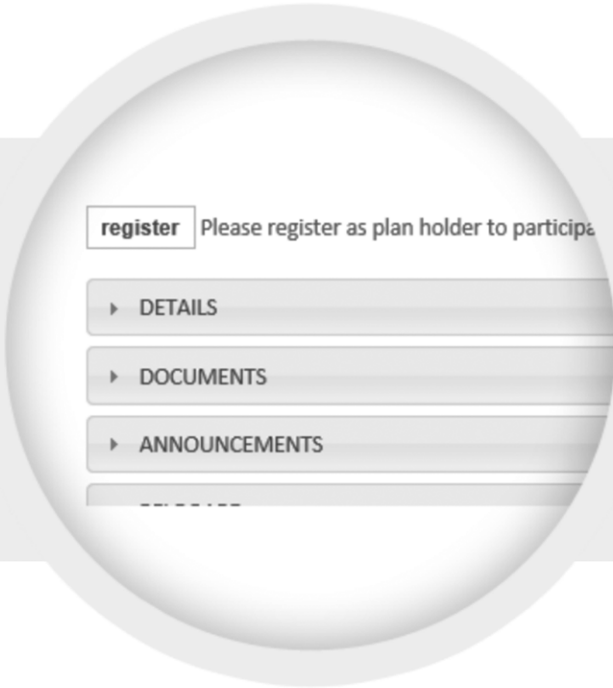 register Please register as plan holder to participa
DETAILS
DOCUMENTS
ANNOUNCEMENTS